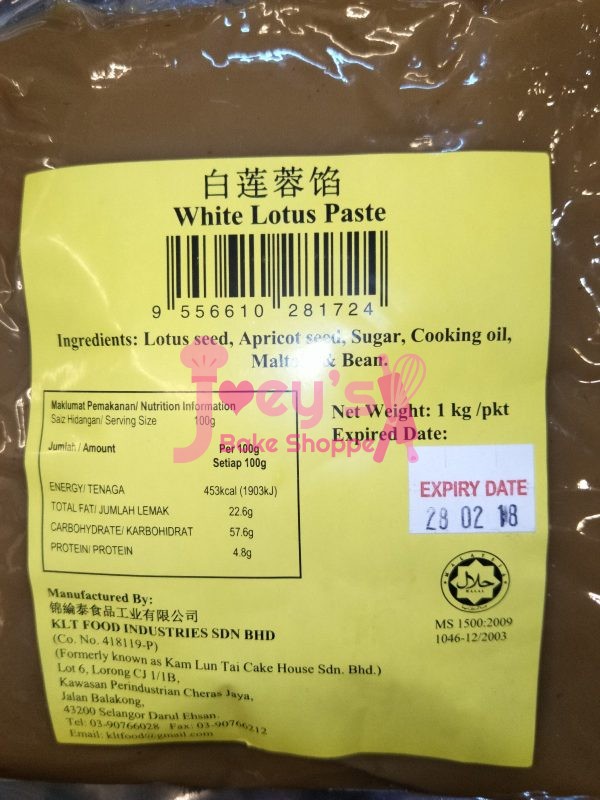 白莲蓉馅
White Lotus Paste
9 556610 281724
Ingredients: Lotus seed, Apricot seed, Sugar, Cooking oil,
& Bean.
Joey's
Bake Shoppe
Maklumat Pemakanan/ Nutrition Information
Saiz Hidangan/ Serving Size 100g
Jumlah / Amount Per 100g
Setiap 100g
ENERGY/ TENAGA 453kcal (1903kJ)
TOTAL FAT/ JUMLAH LEMAK 22.6g
CARBOHYDRATE/ KARBOHIDRAT 57.6g
PROTEIN/ PROTEIN 4.8g
Net Weight: 1 kg /pkt
Expired Date:
EXPIRY DATE
28 02 18
MALAYSIA
حلال
HALAL
MS 1500:2009
1046-12/2003
Manufactured By:
锦綸泰食品工业有限公司
KLT FOOD INDUSTRIES SDN BHD
(Co. No. 418119-P)
(Formerly known as Kam Lun Tai Cake House Sdn. Bhd.)
Lot 6, Lorong CJ 1/1B,
Kawasan Perindustrian Cheras Jaya,
Jalan Balakong,
43200 Selangor Darul Ehsan.
Tel: 03-90766028 Fax: 03-90766212
Email: kltfood@gmail.com